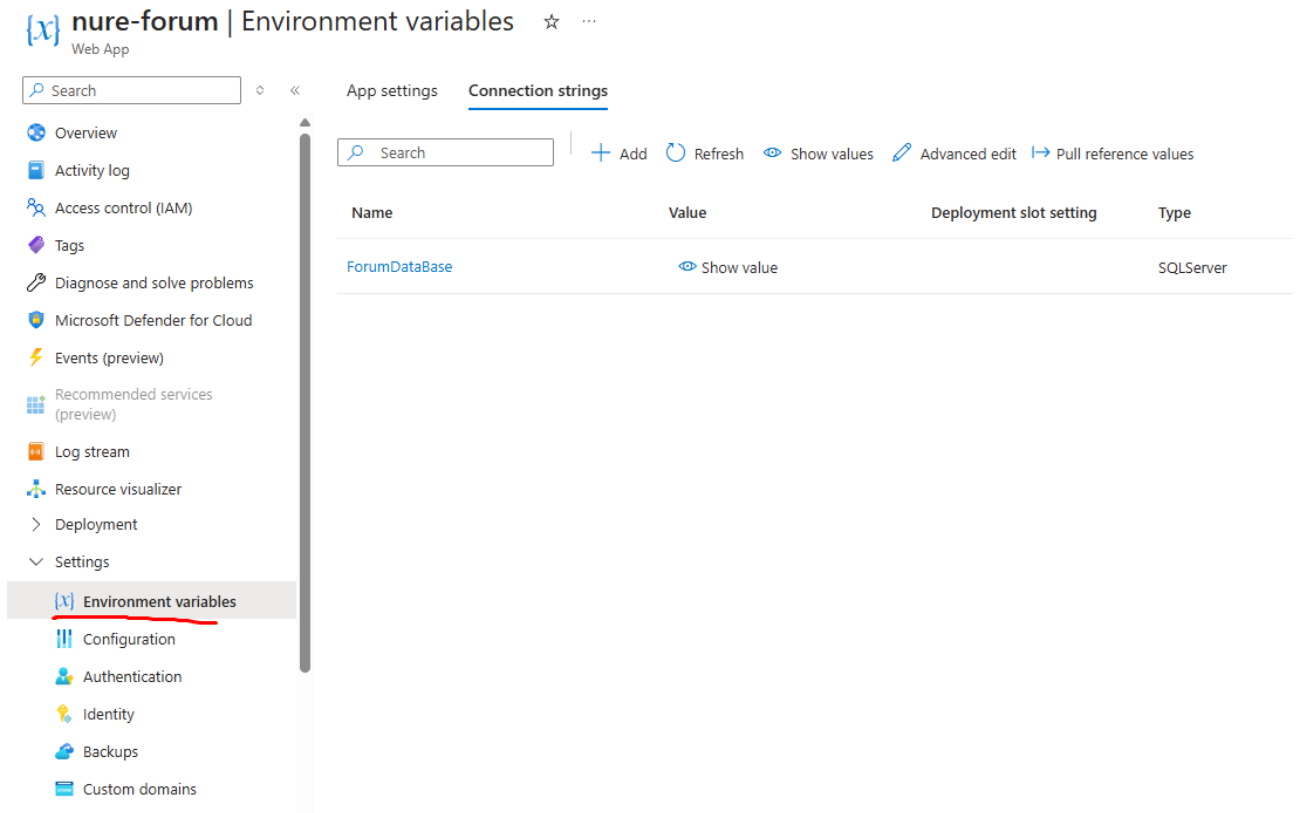 nure-forum | Environment variables
Web App
Search
Overview
Activity log
Access control (IAM)
Tags
Diagnose and solve problems
Microsoft Defender for Cloud
Events (preview)
Recommended services
(preview)
Log stream
Resource visualizer
Deployment
Settings
Environment variables
Configuration
Authentication
Identity
Backups
Custom domains
App settings Connection strings
Search Add Refresh Show values Advanced edit Pull reference values
Name Value Deployment slot setting Type
ForumDataBase Show value SQLServer